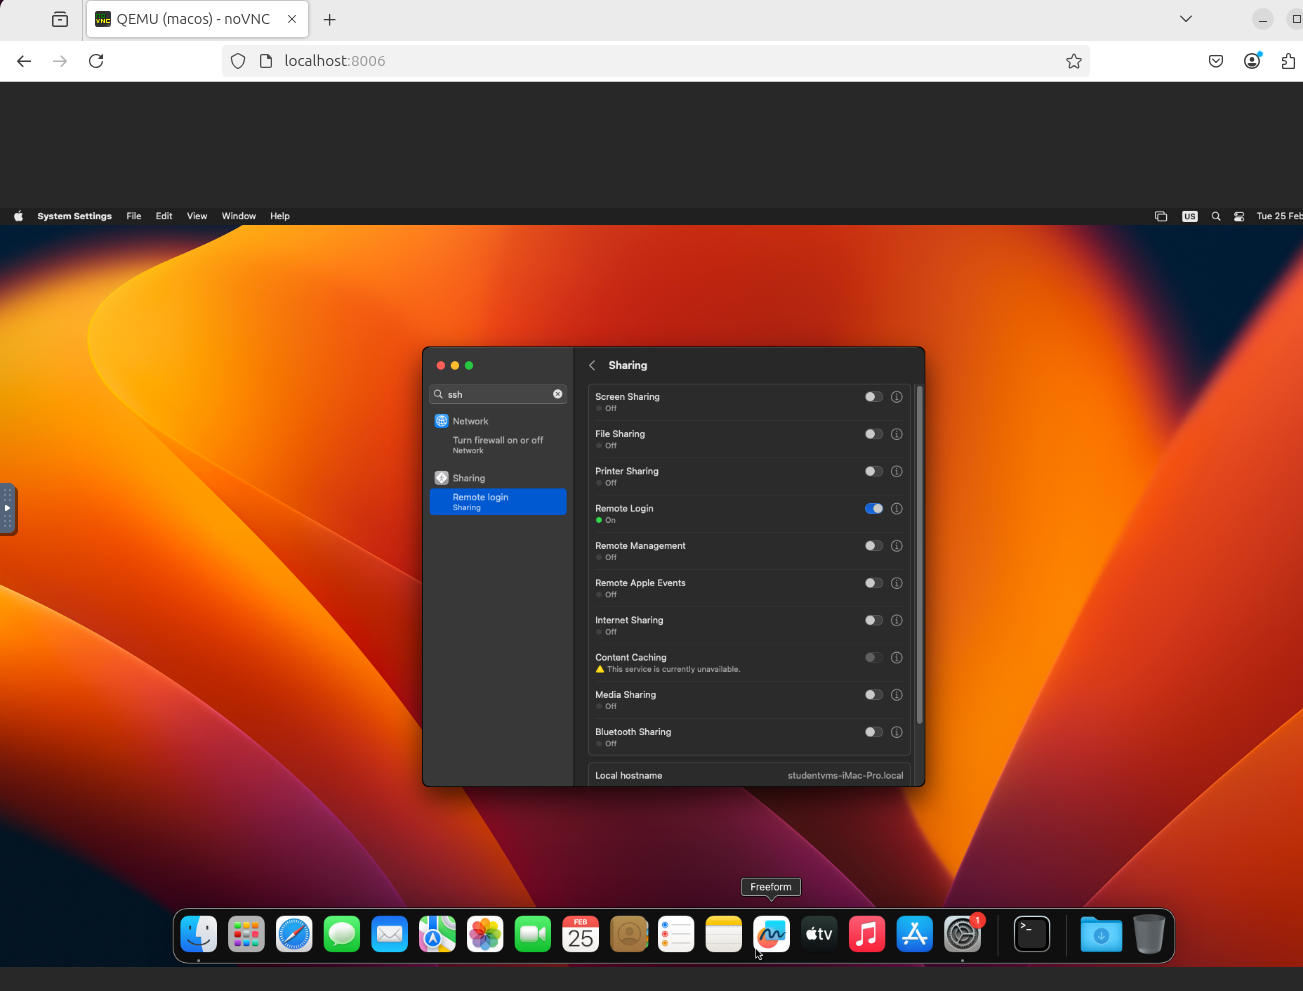 QEMU (macos) - noVNC
localhost:8006
System Settings File Edit View Window Help
US
Tue 25 Feb
Sharing
ssh
Network
Turn firewall on or off
Network
Sharing
Remote login
Sharing
Screen Sharing
Off
File Sharing
Off
Printer Sharing
Off
Remote Login
On
Remote Management
Off
Remote Apple Events
Off
Internet Sharing
Off
Content Caching
This service is currently unavailable.
Media Sharing
Off
Bluetooth Sharing
Off
Local hostname
studentvms-iMac-Pro.local
Freeform
FEB
25
tv
1
>_